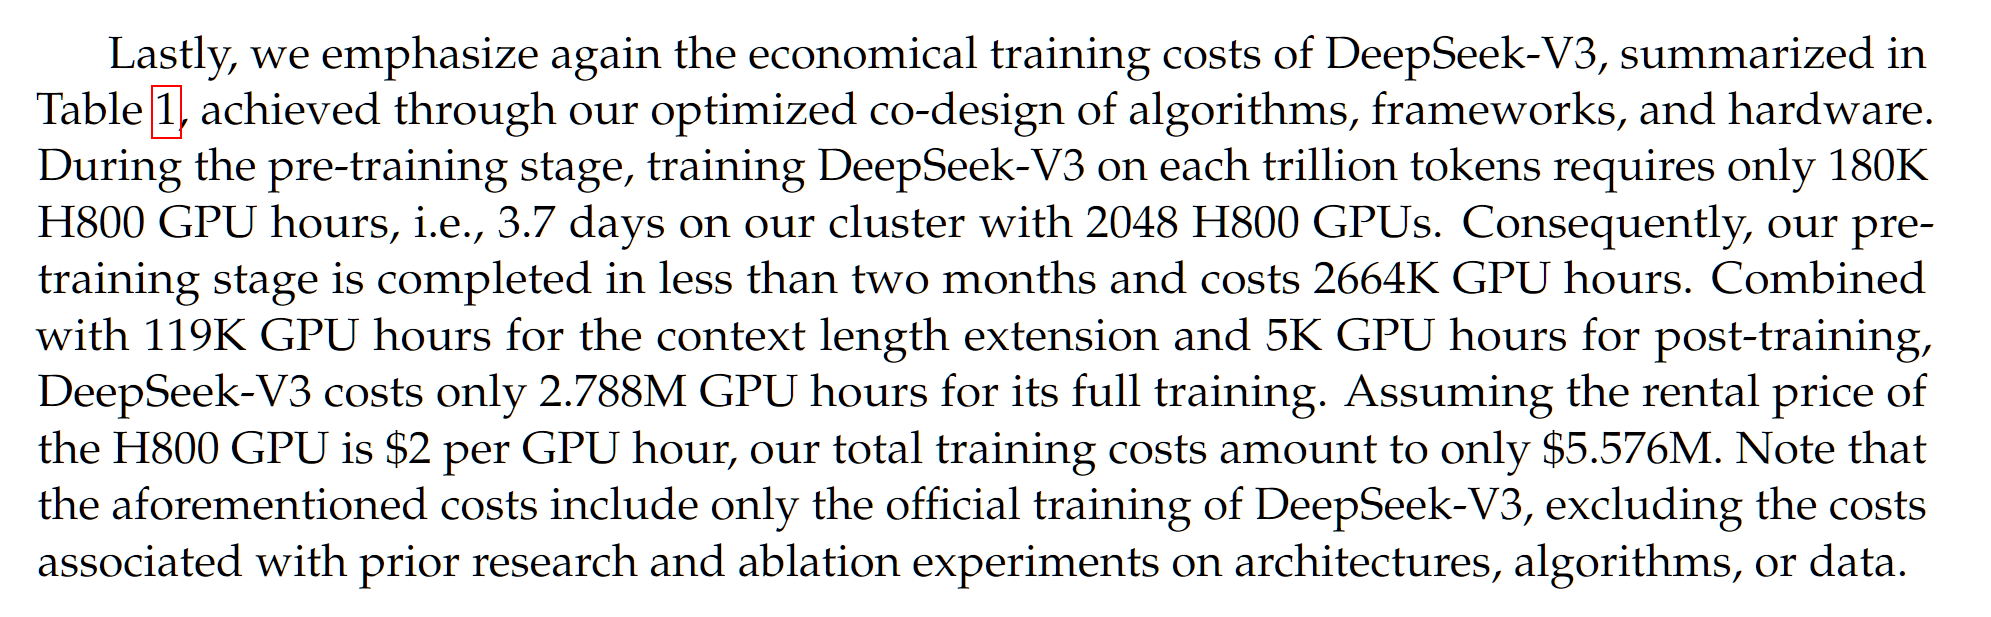 Lastly, we emphasize again the economical training costs of DeepSeek-V3, summarized in
Table 1, achieved through our optimized co-design of algorithms, frameworks, and hardware.
During the pre-training stage, training DeepSeek-V3 on each trillion tokens requires only 180K
H800 GPU hours, i.e., 3.7 days on our cluster with 2048 H800 GPUs. Consequently, our pre-
training stage is completed in less than two months and costs 2664K GPU hours. Combined
with 119K GPU hours for the context length extension and 5K GPU hours for post-training,
DeepSeek-V3 costs only 2.788M GPU hours for its full training. Assuming the rental price of
the H800 GPU is $2 per GPU hour, our total training costs amount to only $5.576M. Note that
the aforementioned costs include only the official training of DeepSeek-V3, excluding the costs
associated with prior research and ablation experiments on architectures, algorithms, or data.